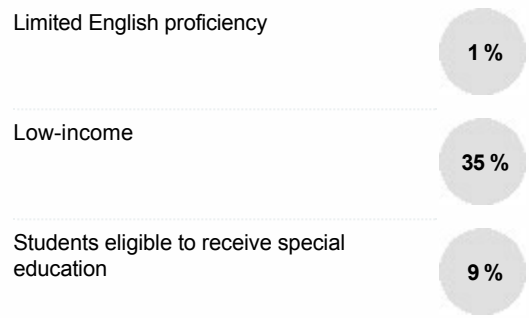 Limited English proficiency
1 %
Low-income
35 %
Students eligible to receive special
education
9 %